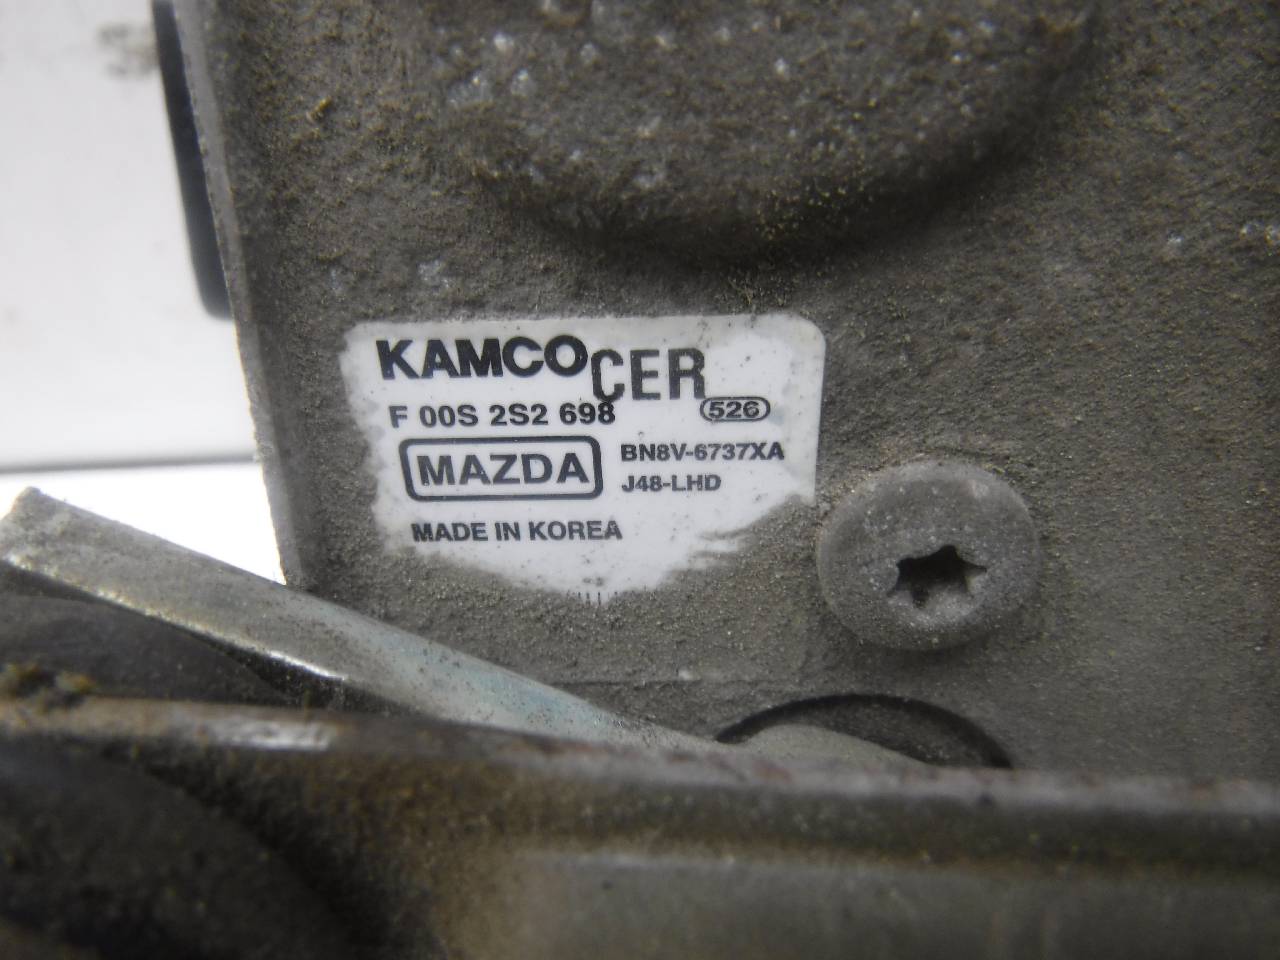 KAMCO CER
F 00S 2S2 698 526
MAZDA BN8V-6737XA
J48-LHD
MADE IN KOREA